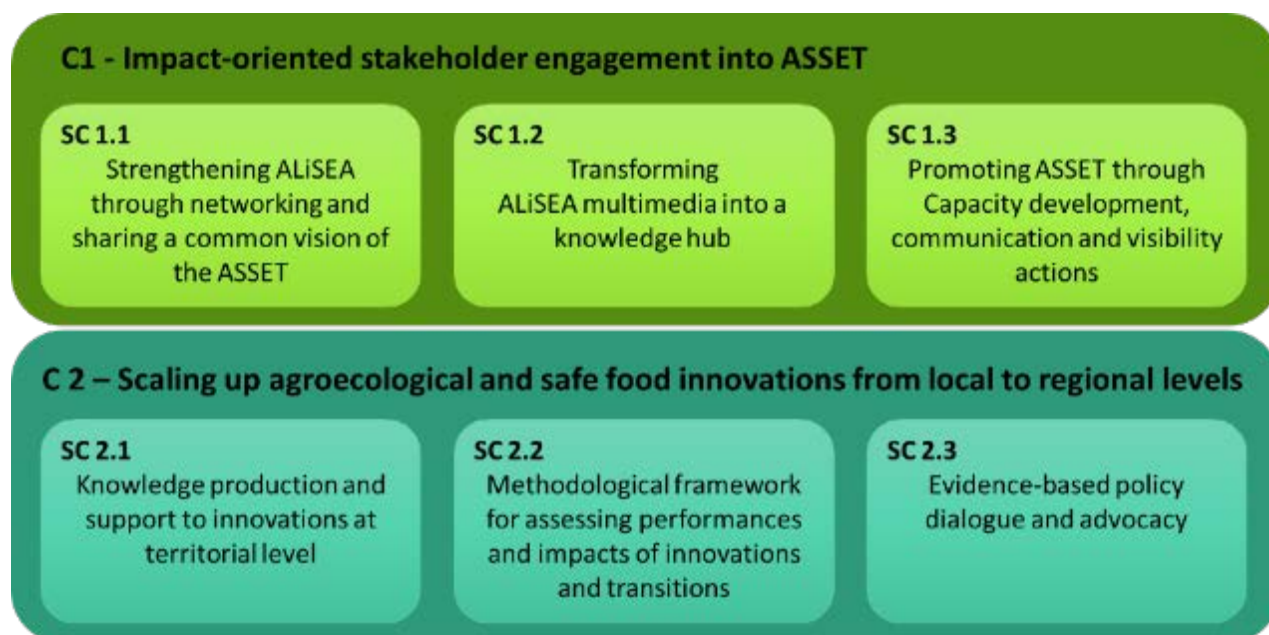 C1 - Impact-oriented stakeholder engagement into ASSET
SC 1.1
Strengthening ALiSEA
through networking and
sharing a common vision of
the ASSET
SC 1.2
Transforming
ALiSEA multimedia into a
knowledge hub
SC 1.3
Promoting ASSET through
Capacity development,
communication and visibility
actions
C 2 – Scaling up agroecological and safe food innovations from local to regional levels
SC 2.1
Knowledge production and
support to innovations at
territorial level
SC 2.2
Methodological framework
for assessing performances
and impacts of innovations
and transitions
SC 2.3
Evidence-based policy
dialogue and advocacy